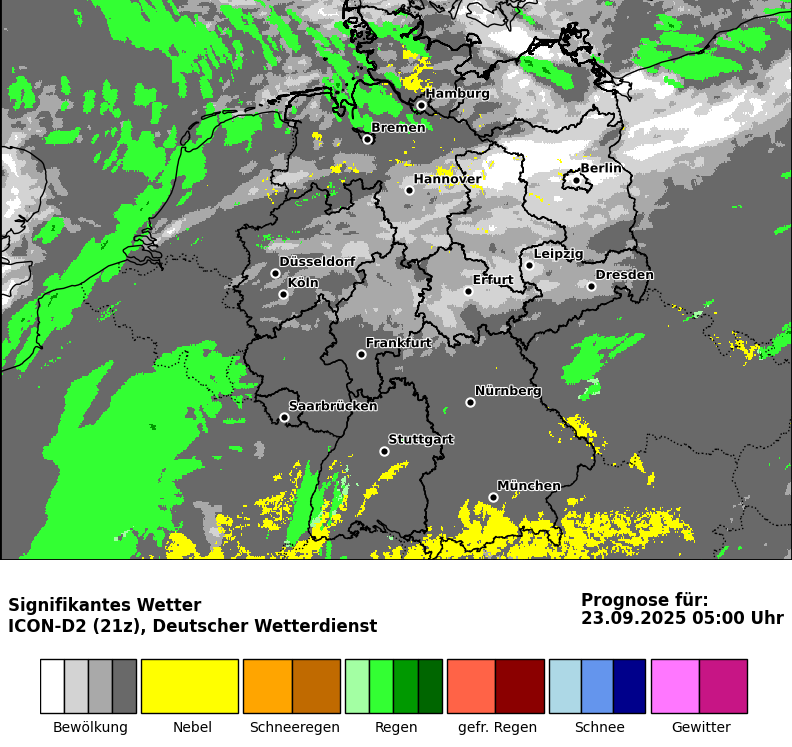 Hamburg
Bremen
Berlin
Hannover
Leipzig
Düsseldorf
Dresden
Erfurt
Köln
Frankfurt
Nürnberg
Saarbrücken
Stuttgart
München
Signifikantes Wetter
ICON-D2 (21z), Deutscher Wetterdienst
Prognose für:
23.09.2025 05:00 Uhr
Bewölkung
Nebel
Schneeregen
Regen
gefr. Regen
Schnee
Gewitter